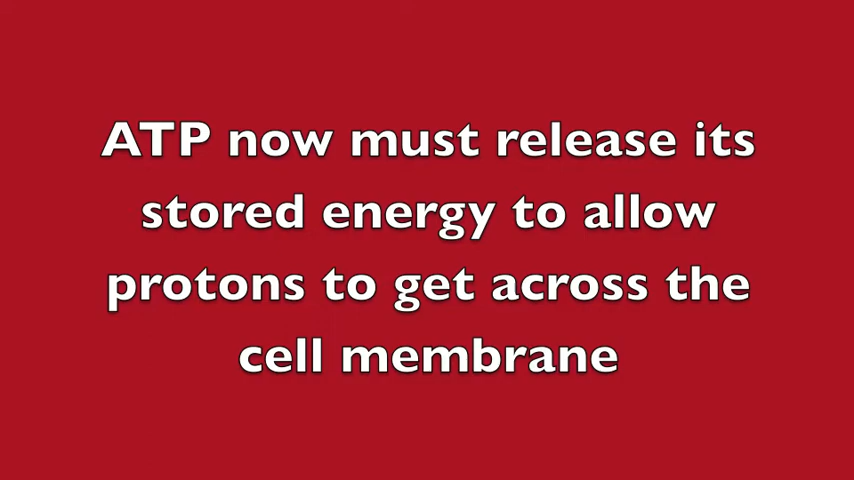 ATP now must release its
stored energy to allow
protons to get across the
cell membrane